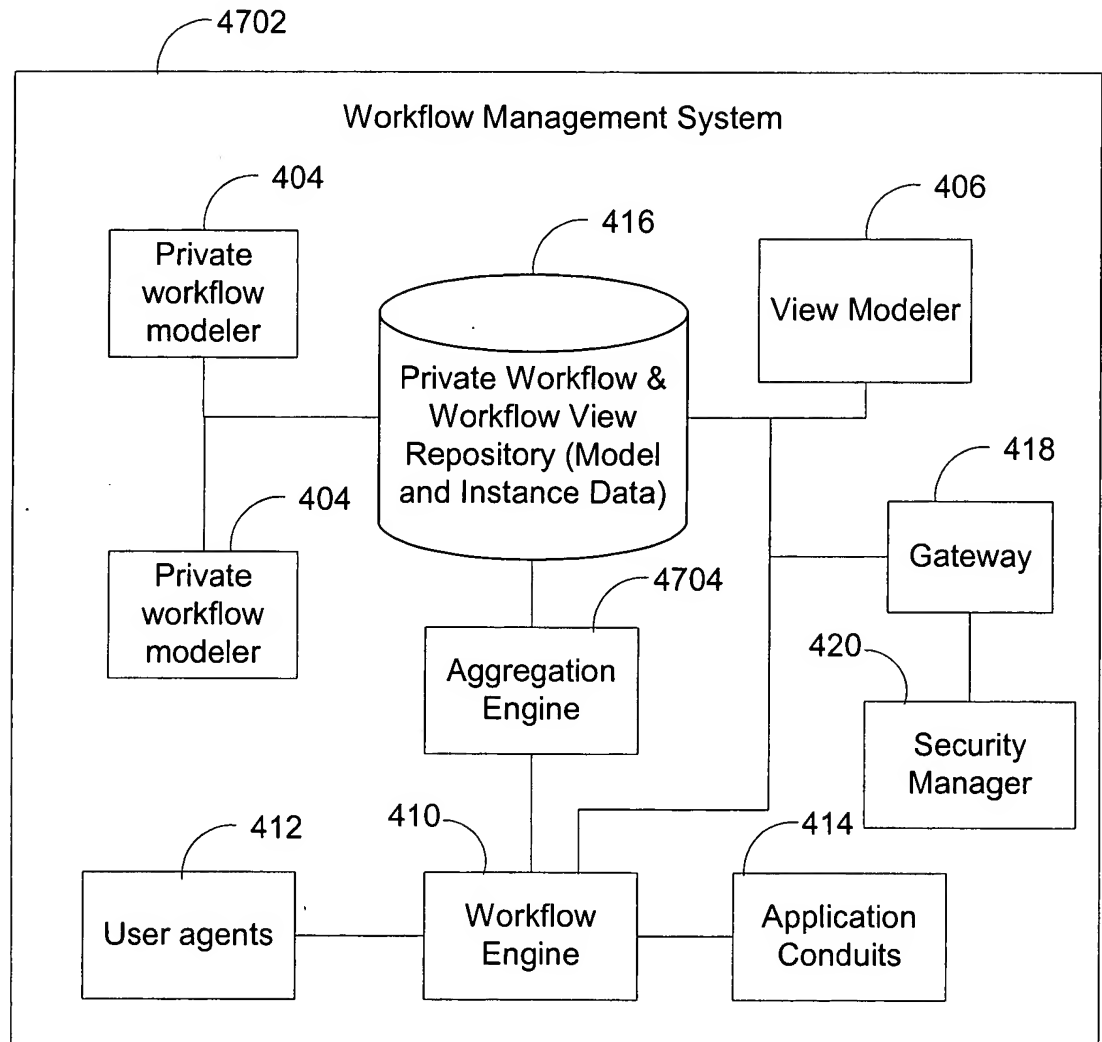 4702
Workflow Management System
404
Private
workflow
modeler
416
Private Workflow &
Workflow View
Repository (Model
and Instance Data)
406
View Modeler
404
Private
workflow
modeler
418
Gateway
4704
Aggregation
Engine
420
Security
Manager
412
User agents
410
Workflow
Engine
414
Application
Conduits